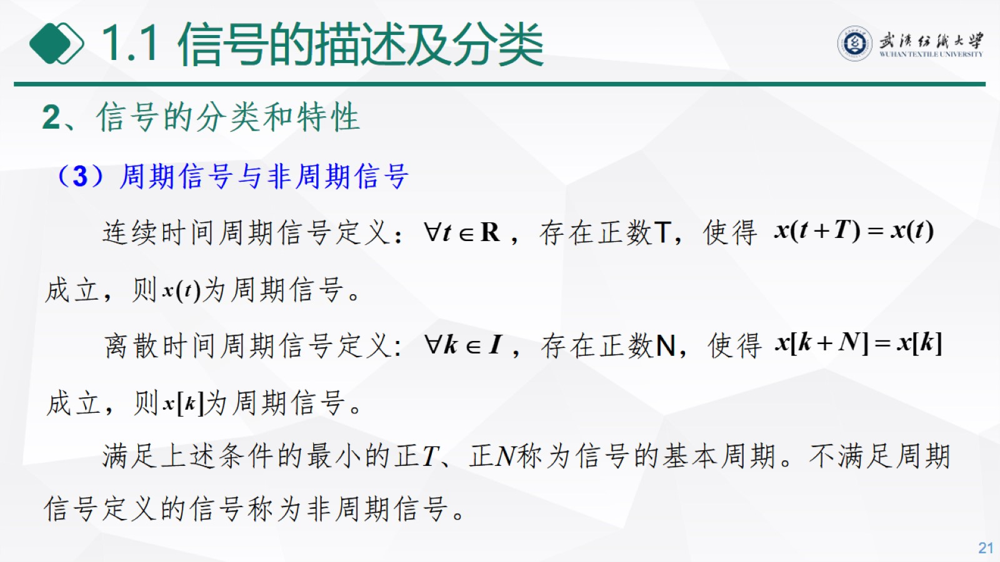 1.1 信号的描述及分类
武汉纺织大学
WUHAN TEXTILE UNIVERSITY
2、信号的分类和特性
（3）周期信号与非周期信号
连续时间周期信号定义：∀t∈R，存在正数T，使得 x(t+T)=x(t)
成立，则x(t)为周期信号。
离散时间周期信号定义: ∀k∈I，存在正数N，使得 x[k+N]=x[k]
成立，则x[k]为周期信号。
满足上述条件的最小的正T、正N称为信号的基本周期。不满足周期
信号定义的信号称为非周期信号。
21